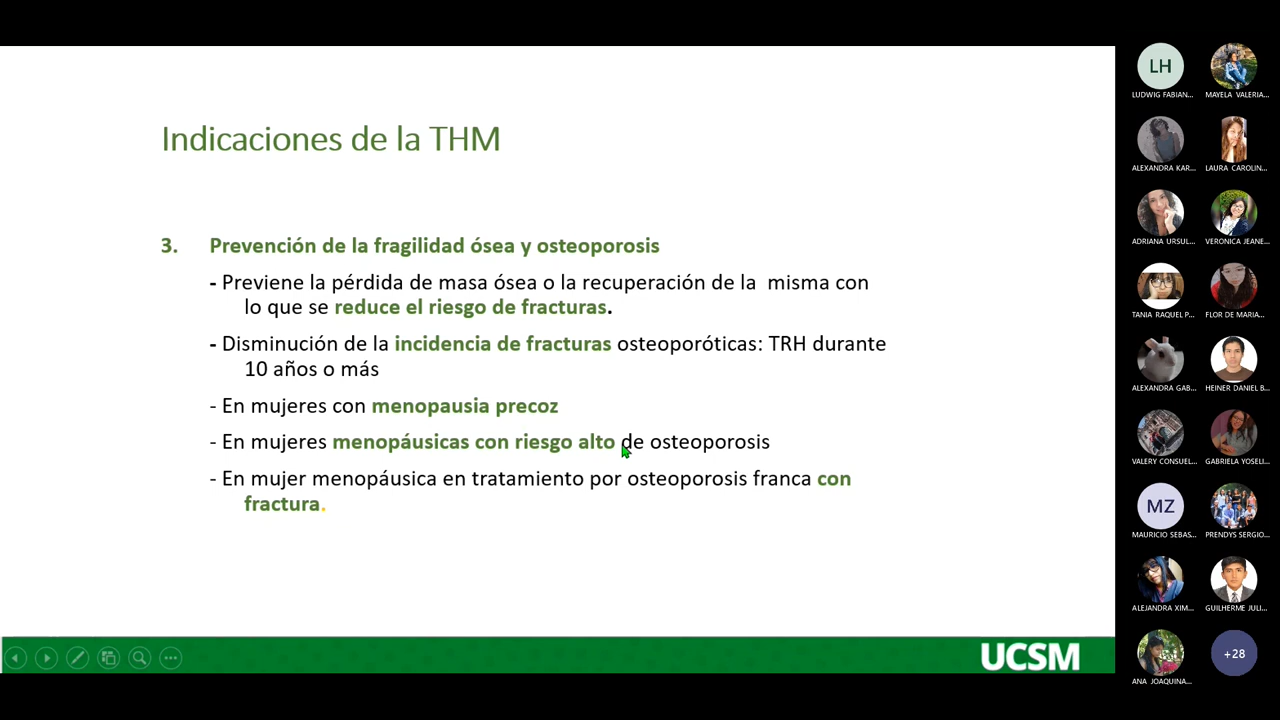 Indicaciones de la THM
3. Prevención de la fragilidad ósea y osteoporosis
- Previene la pérdida de masa ósea o la recuperación de la misma con
lo que se reduce el riesgo de fracturas.
- Disminución de la incidencia de fracturas osteoporóticas: TRH durante
10 años o más
- En mujeres con menopausia precoz
- En mujeres menopáusicas con riesgo alto de osteoporosis
- En mujer menopáusica en tratamiento por osteoporosis franca con
fractura.
UCSM
LH
LUDWIG FABIAN...
MAYELA VALERIA...
ALEXANDRA KAR...
LAURA CAROLIN...
ADRIANA URSUL...
VERONICA JEANE...
TANIA RAQUEL P...
FLOR DE MARIA...
ALEXANDRA GAB...
HEINER DANIEL B...
VALERY CONSUEL...
GABRIELA YOSELI...
MZ
MAURICIO SEBAS...
PRENDYS SERGIO...
ALEJANDRA XIM...
GUILHERME JULI...
ANA JOAQUINA...
+28